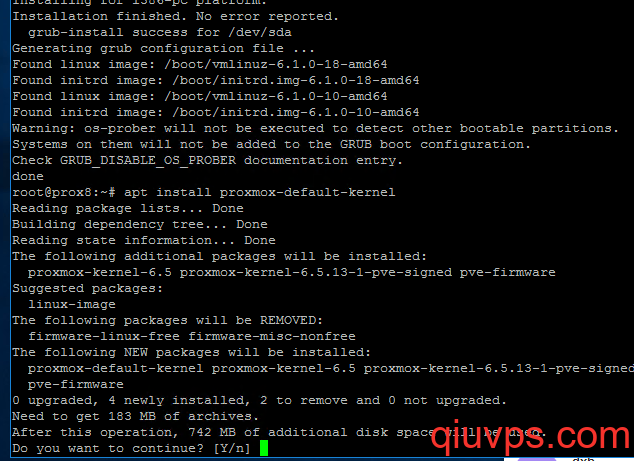 Installing for i386-pc platform.
Installation finished. No error reported.
  grub-install success for /dev/sda
Generating grub configuration file ...
Found linux image: /boot/vmlinuz-6.1.0-18-amd64
Found initrd image: /boot/initrd.img-6.1.0-18-amd64
Found linux image: /boot/vmlinuz-6.1.0-10-amd64
Found initrd image: /boot/initrd.img-6.1.0-10-amd64
Warning: os-prober will not be executed to detect other bootable partitions.
Systems on them will not be added to the GRUB boot configuration.
Check GRUB_DISABLE_OS_PROBER documentation entry.
done
root@prox8:~# apt install proxmox-default-kernel
Reading package lists... Done
Building dependency tree... Done
Reading state information... Done
The following additional packages will be installed:
  proxmox-kernel-6.5 proxmox-kernel-6.5.13-1-pve-signed pve-firmware
Suggested packages:
  linux-image
The following packages will be REMOVED:
  firmware-linux-free firmware-misc-nonfree
The following NEW packages will be installed:
  proxmox-default-kernel proxmox-kernel-6.5 proxmox-kernel-6.5.13-1-pve-signed
  pve-firmware
0 upgraded, 4 newly installed, 2 to remove and 0 not upgraded.
Need to get 183 MB of archives.
After this operation, 742 MB of additional disk space will be used.
Do you want to continue? [Y/n]
qiuvps.com